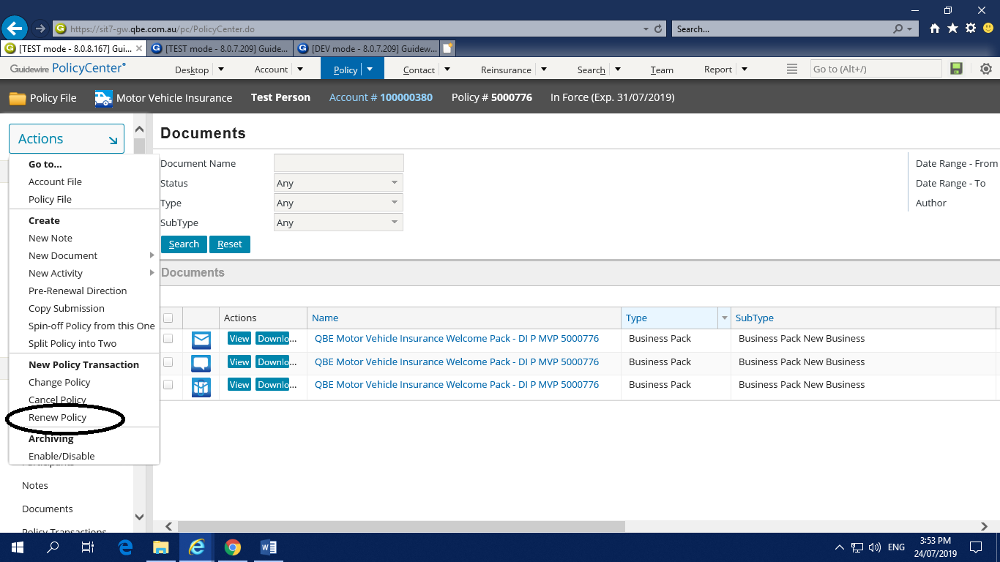 https://sit7-gw.qbe.com.au/pc/PolicyCenter.do
Search...
[TEST mode - 8.0.8.167] Gui...
[TEST mode - 8.0.7.209] Guide...
[DEV mode - 8.0.7.209] Guidew...
Guidewire PolicyCenter®
Desktop
Account
Policy
Contact
Reinsurance
Search
Team
Report
Go to (Alt+/)
Policy File
Motor Vehicle Insurance
Test Person
Account # 100000380
Policy # 5000776
In Force (Exp. 31/07/2019)
Actions
Go to...
Account File
Policy File
Create
New Note
New Document
New Activity
Pre-Renewal Direction
Copy Submission
Spin-off Policy from this One
Split Policy into Two
New Policy Transaction
Change Policy
Cancel Policy
Renew Policy
Archiving
Enable/Disable
Participants
Notes
Documents
Policy Transactions
Documents
Document Name
Status Any
Type Any
SubType Any
Date Range - From
Date Range - To
Author
Search Reset
Documents
Actions Name Type SubType
View Downlo... QBE Motor Vehicle Insurance Welcome Pack - DI P MVP 5000776 Business Pack Business Pack New Business
View Downlo... QBE Motor Vehicle Insurance Welcome Pack - DI P MVP 5000776 Business Pack Business Pack New Business
View Downlo... QBE Motor Vehicle Insurance Welcome Pack - DI P MVP 5000776 Business Pack Business Pack New Business
ENG
3:53 PM
24/07/2019